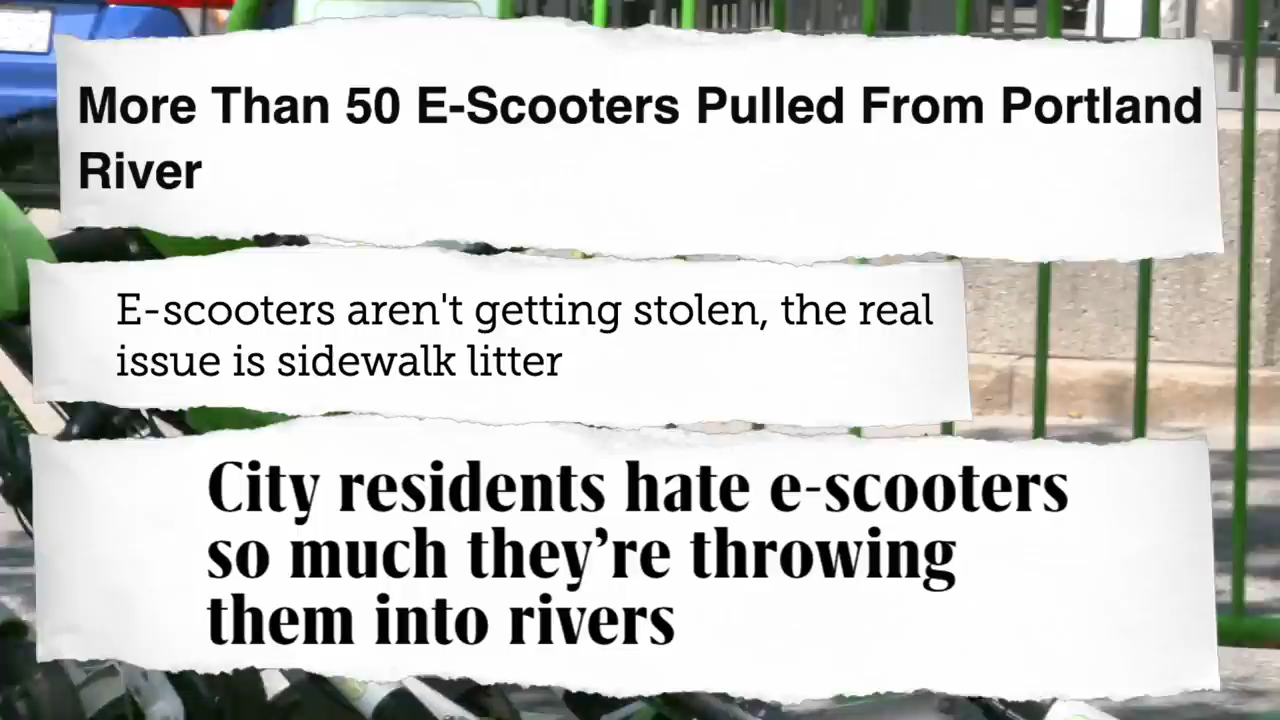 More Than 50 E-Scooters Pulled From Portland
River
E-scooters aren't getting stolen, the real
issue is sidewalk litter
City residents hate e-scooters
so much they’re throwing
them into rivers